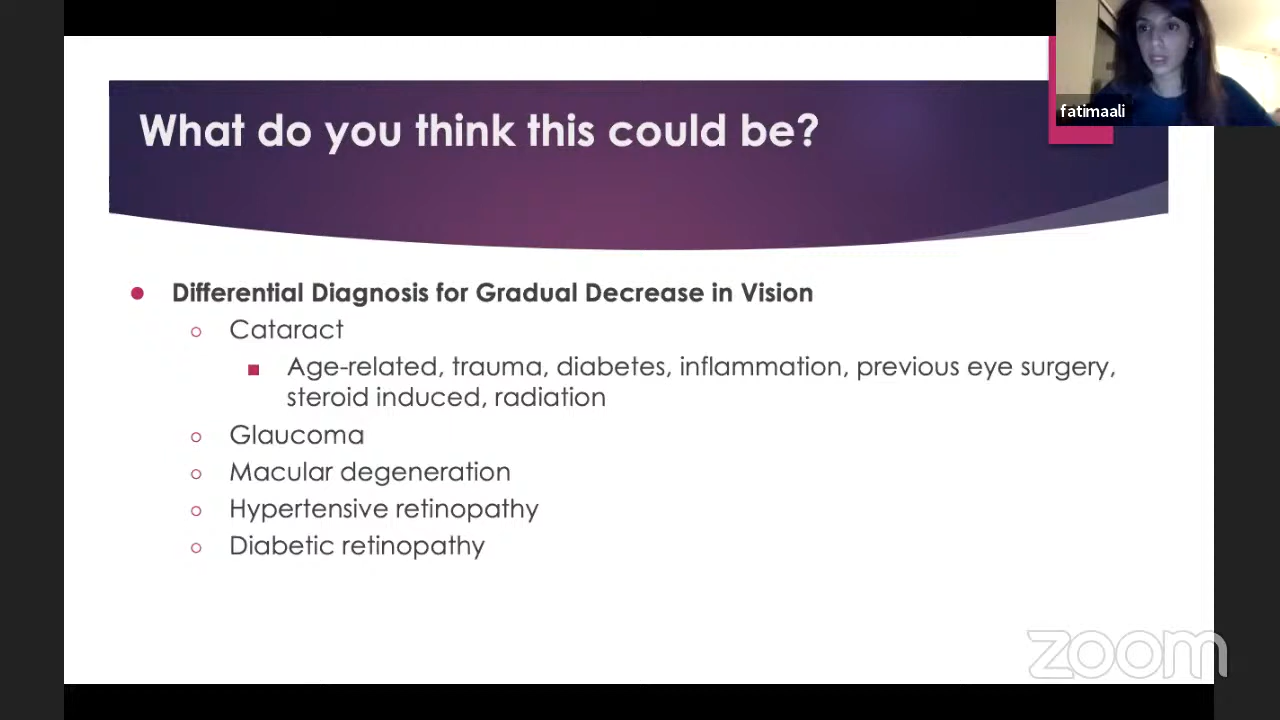 What do you think this could be?
fatimaali
Differential Diagnosis for Gradual Decrease in Vision
Cataract
Age-related, trauma, diabetes, inflammation, previous eye surgery,
steroid induced, radiation
Glaucoma
Macular degeneration
Hypertensive retinopathy
Diabetic retinopathy
zoom